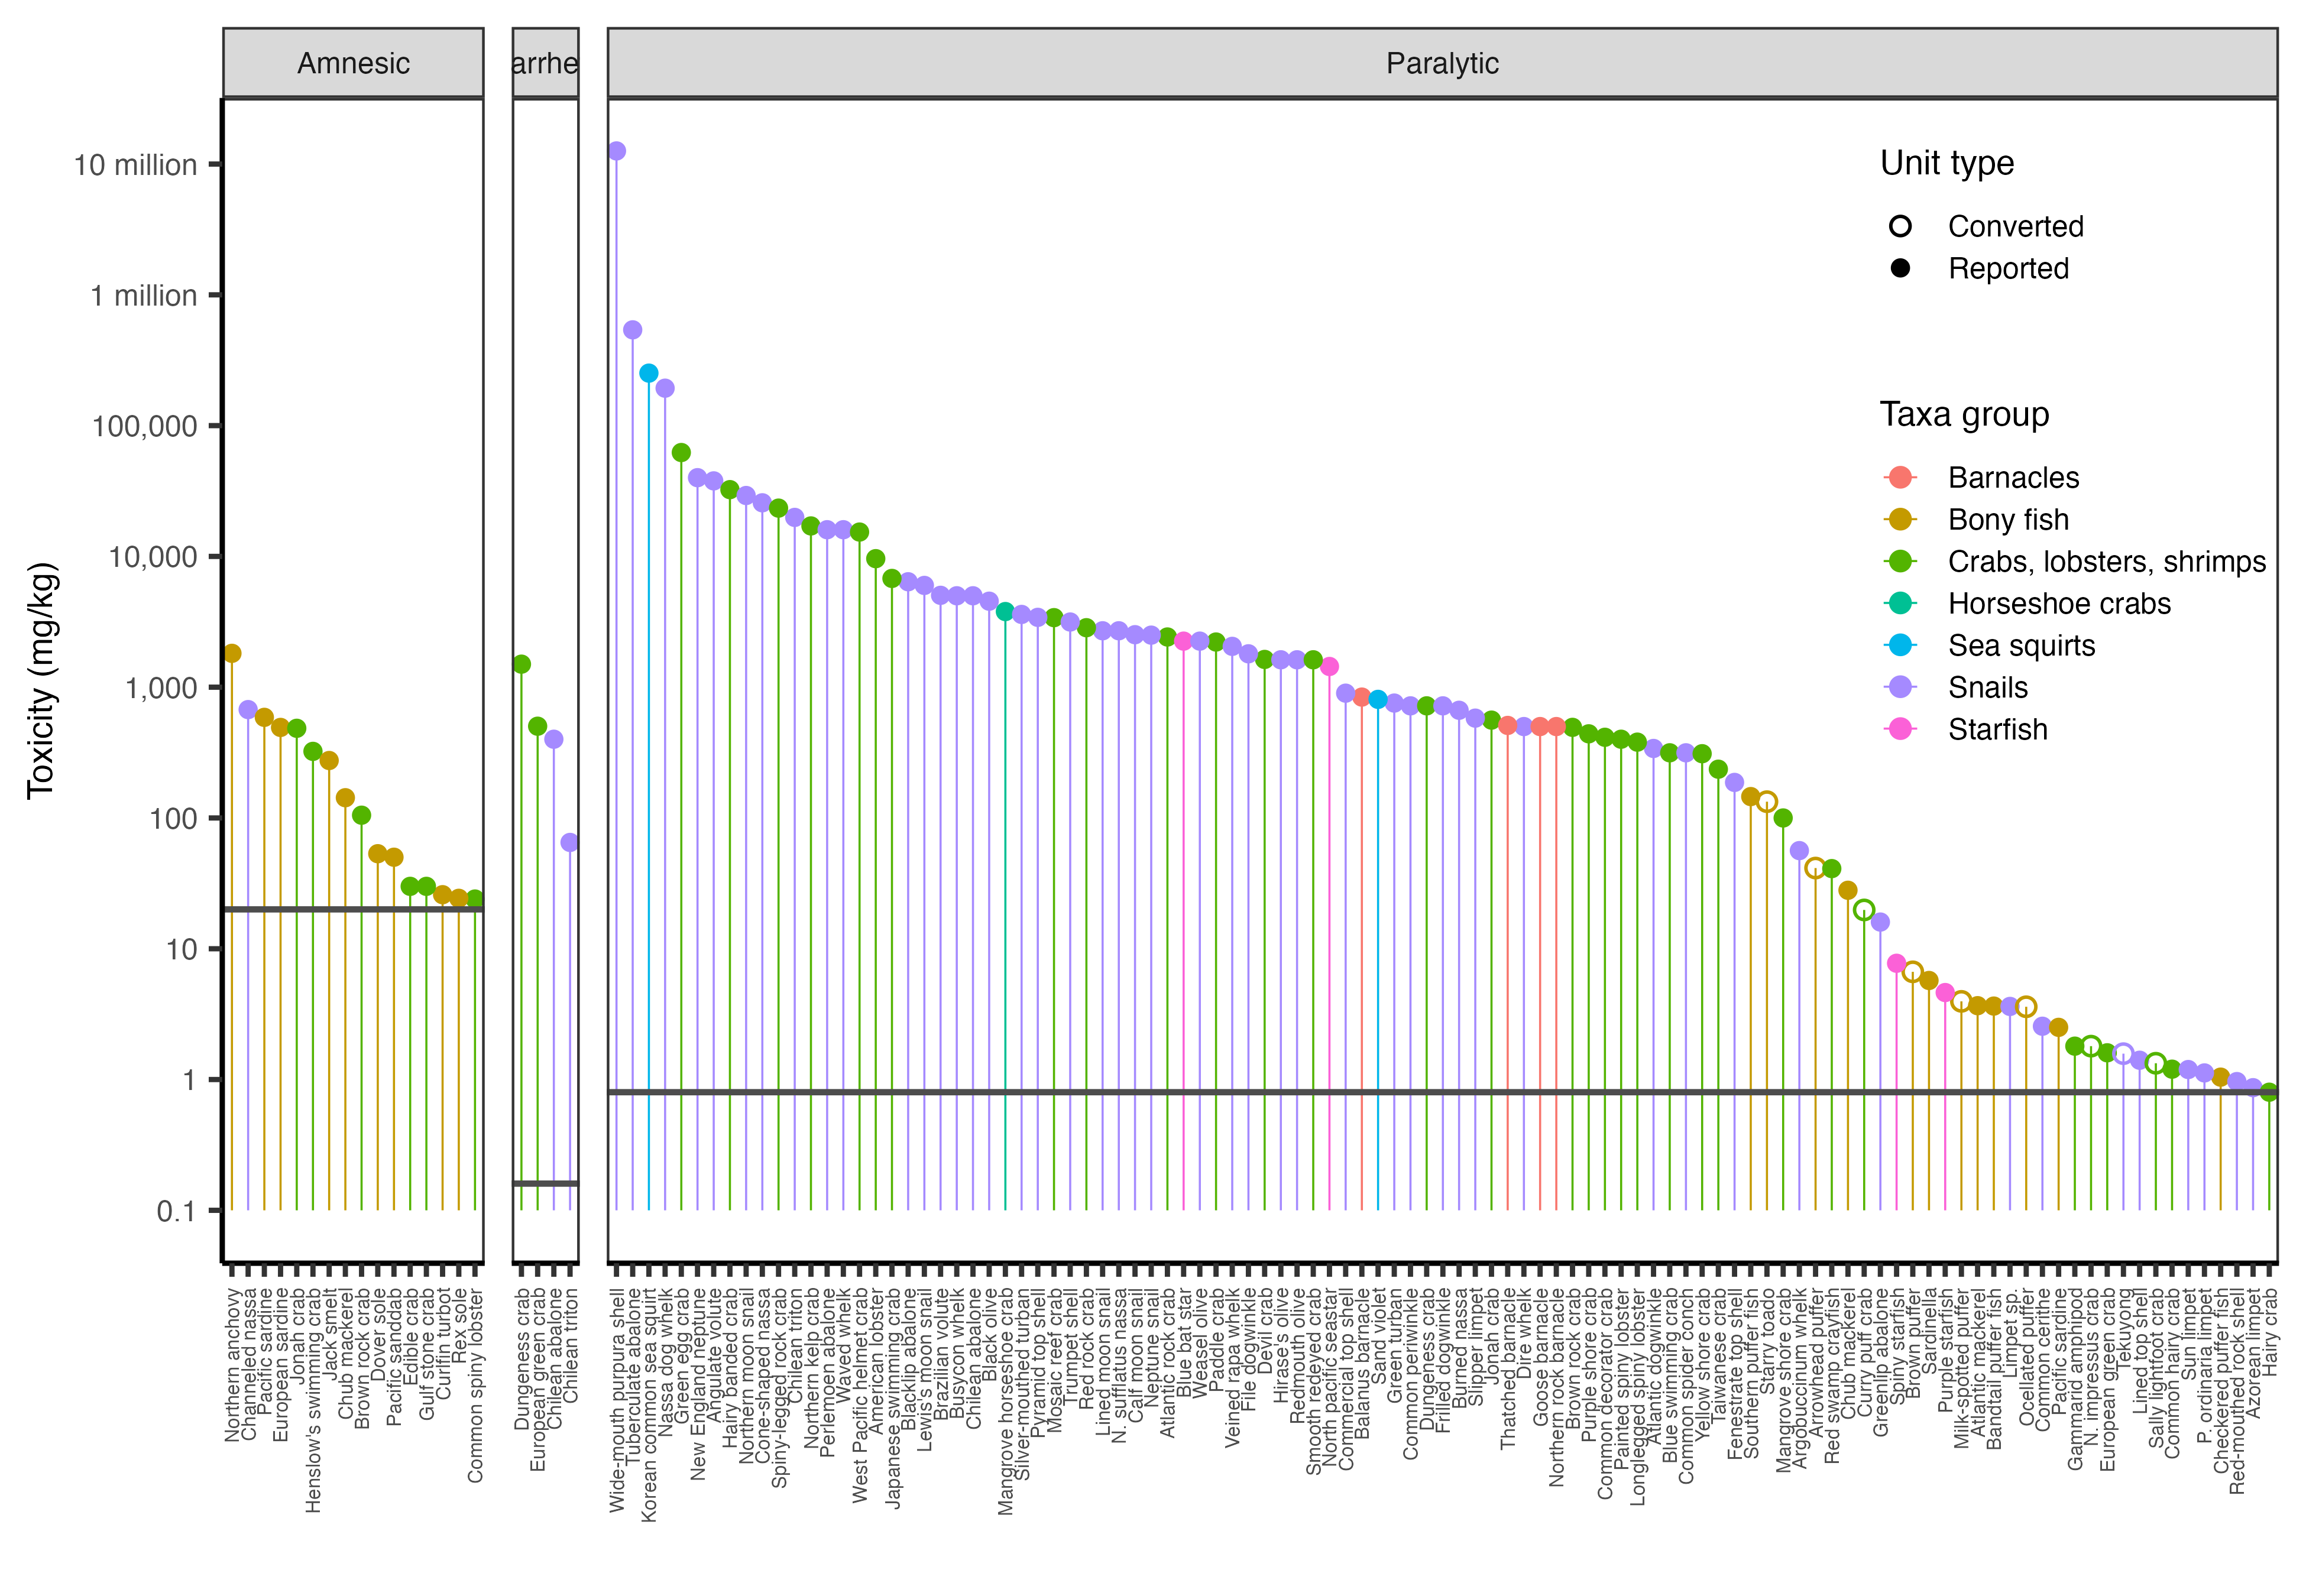 Amnesic
arrhe
Paralytic
Toxicity (mg/kg)
10 million
1 million
100,000
10,000
1,000
100
10
1
0.1
Unit type
Converted
Reported
Taxa group
Barnacles
Bony fish
Crabs, lobsters, shrimps
Horseshoe crabs
Sea squirts
Snails
Starfish
Northern anchovy
Channeled nassa
Pacific sardine
European sardine
Jonah crab
Henslow's swimming crab
Jack smelt
Chub mackerel
Brown rock crab
Dover sole
Pacific sanddab
Edible crab
Gulf stone crab
Curlfin turbot
Rex sole
Common spiny lobster
Dungeness crab
European green crab
Chilean abalone
Chilean triton
Wide-mouth purpura shell
Tuberculate abalone
Korean common sea squirt
Nassa dog whelk
Green egg crab
New England neptune
Angulate volute
Hairy banded crab
Northern moon snail
Cone-shaped nassa
Spiny-legged rock crab
Chilean triton
Northern kelp crab
Perlemoen abalone
Waved whelk
West Pacific helmet crab
American lobster
Japanese swimming crab
Blacklip abalone
Lewis's moon snail
Brazilian volute
Busycon whelk
Chilean abalone
Black olive
Mangrove horseshoe crab
Silver-mouthed turban
Pyramid top shell
Mosaic reef crab
Trumpet shell
Red rock crab
Lined moon snail
N. sufflatus nassa
Calf moon snail
Neptune snail
Atlantic rock crab
Blue bat star
Weasel olive
Paddle crab
Veined rapa whelk
File dogwinkle
Devil crab
Hirase's olive
Redmouth olive
Smooth redeyed crab
North pacific seastar
Commercial top shell
Balanus barnacle
Sand violet
Green turban
Common periwinkle
Dungeness crab
Frilled dogwinkle
Burned nassa
Slipper limpet
Jonah crab
Thatched barnacle
Dire whelk
Goose barnacle
Northern rock barnacle
Brown rock crab
Purple shore crab
Common decorator crab
Painted spiny lobster
Longlegged spiny lobster
Atlantic dogwinkle
Blue swimming crab
Common spider conch
Yellow shore crab
Taiwanese crab
Fenestrate top shell
Southern puffer fish
Starry toado
Mangrove shore crab
Argobuccinum whelk
Arrowhead puffer
Red swamp crayfish
Chub mackerel
Curry puff crab
Greenlip abalone
Spiny starfish
Brown puffer
Sardinella
Purple starfish
Milk-spotted puffer
Atlantic mackerel
Bandtail puffer fish
Limpet sp.
Ocellated puffer
Common cerithe
Pacific sardine
Gammarid amphipod
N. impressus crab
European green crab
Tekuyong
Lined top shell
Sally lightfoot crab
Common hairy crab
Sun limpet
P. ordinaria limpet
Checkered puffer fish
Red-mouthed rock shell
Azorean limpet
Hairy crab